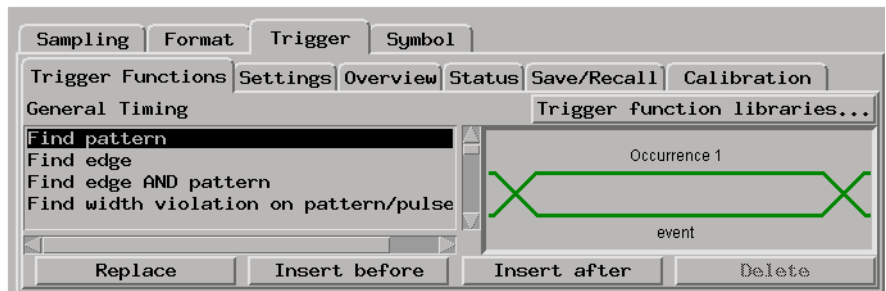 Sampling Format Trigger Symbol
Trigger Functions Settings Overview Status Save/Recall Calibration
General Timing Trigger function libraries...
Find pattern
Find edge
Find edge AND pattern
Find width violation on pattern/pulse
Occurrence 1
event
Replace Insert before Insert after Delete